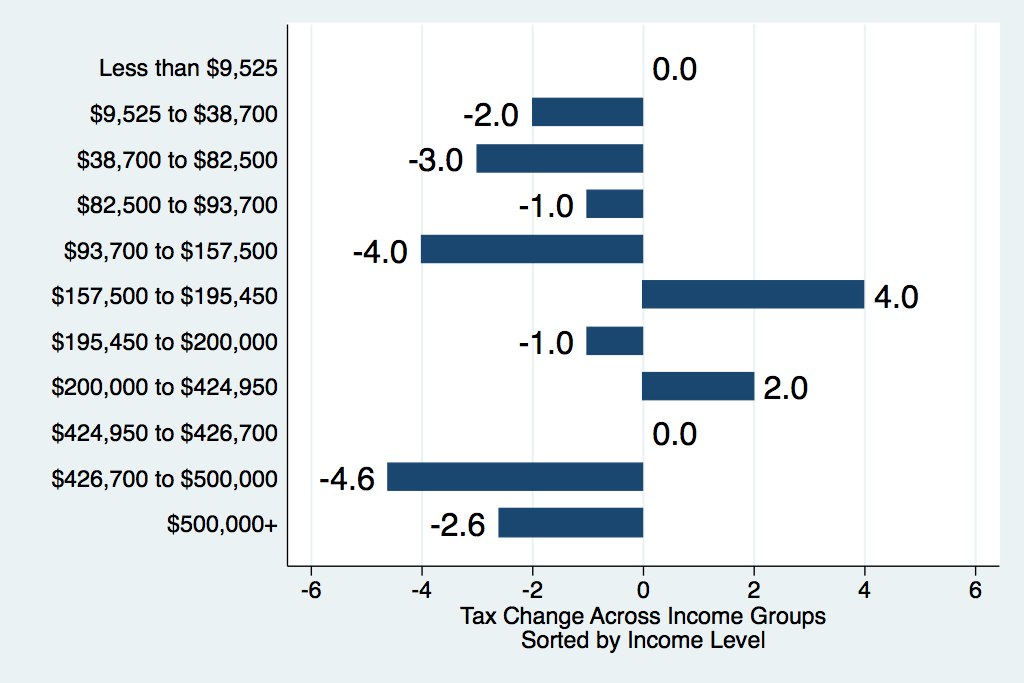 Less than $9,525 0.0
$9,525 to $38,700 -2.0
$38,700 to $82,500 -3.0
$82,500 to $93,700 -1.0
$93,700 to $157,500 -4.0
$157,500 to $195,450 4.0
$195,450 to $200,000 -1.0
$200,000 to $424,950 2.0
$424,950 to $426,700 0.0
$426,700 to $500,000 -4.6
$500,000+ -2.6
-6 -4 -2 0 2 4 6
Tax Change Across Income Groups
Sorted by Income Level